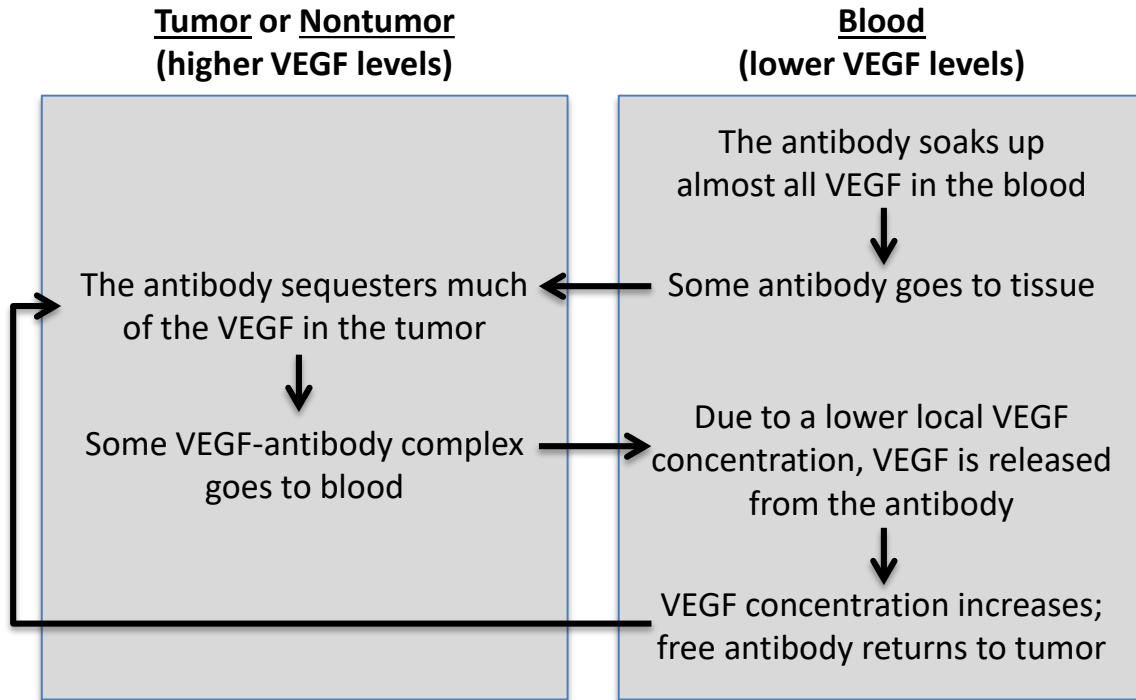 Tumor or Nontumor
(higher VEGF levels)
Blood
(lower VEGF levels)
The antibody soaks up
almost all VEGF in the blood
Some antibody goes to tissue
The antibody sequesters much
of the VEGF in the tumor
Some VEGF-antibody complex
goes to blood
Due to a lower local VEGF
concentration, VEGF is released
from the antibody
VEGF concentration increases;
free antibody returns to tumor